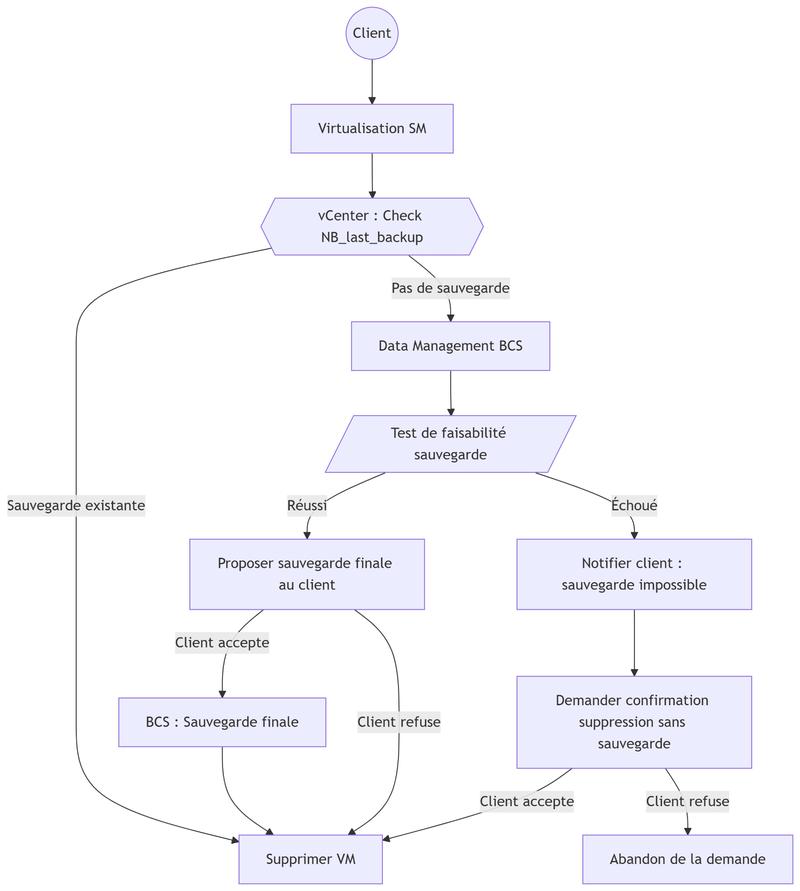 Client
Virtualisation SM
vCenter : Check
NB_last_backup
Pas de sauvegarde
Data Management BCS
Test de faisabilité
sauvegarde
Sauvegarde existante
Réussi
Échoué
Proposer sauvegarde finale
au client
Notifier client :
sauvegarde impossible
Client accepte
Demander confirmation
suppression sans
sauvegarde
BCS : Sauvegarde finale
Client refuse
Client accepte
Client refuse
Supprimer VM
Abandon de la demande